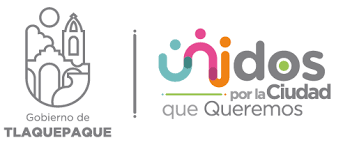 Gobierno de
TLAQUEPAQUE
unidos
por la Ciudad
que Queremos